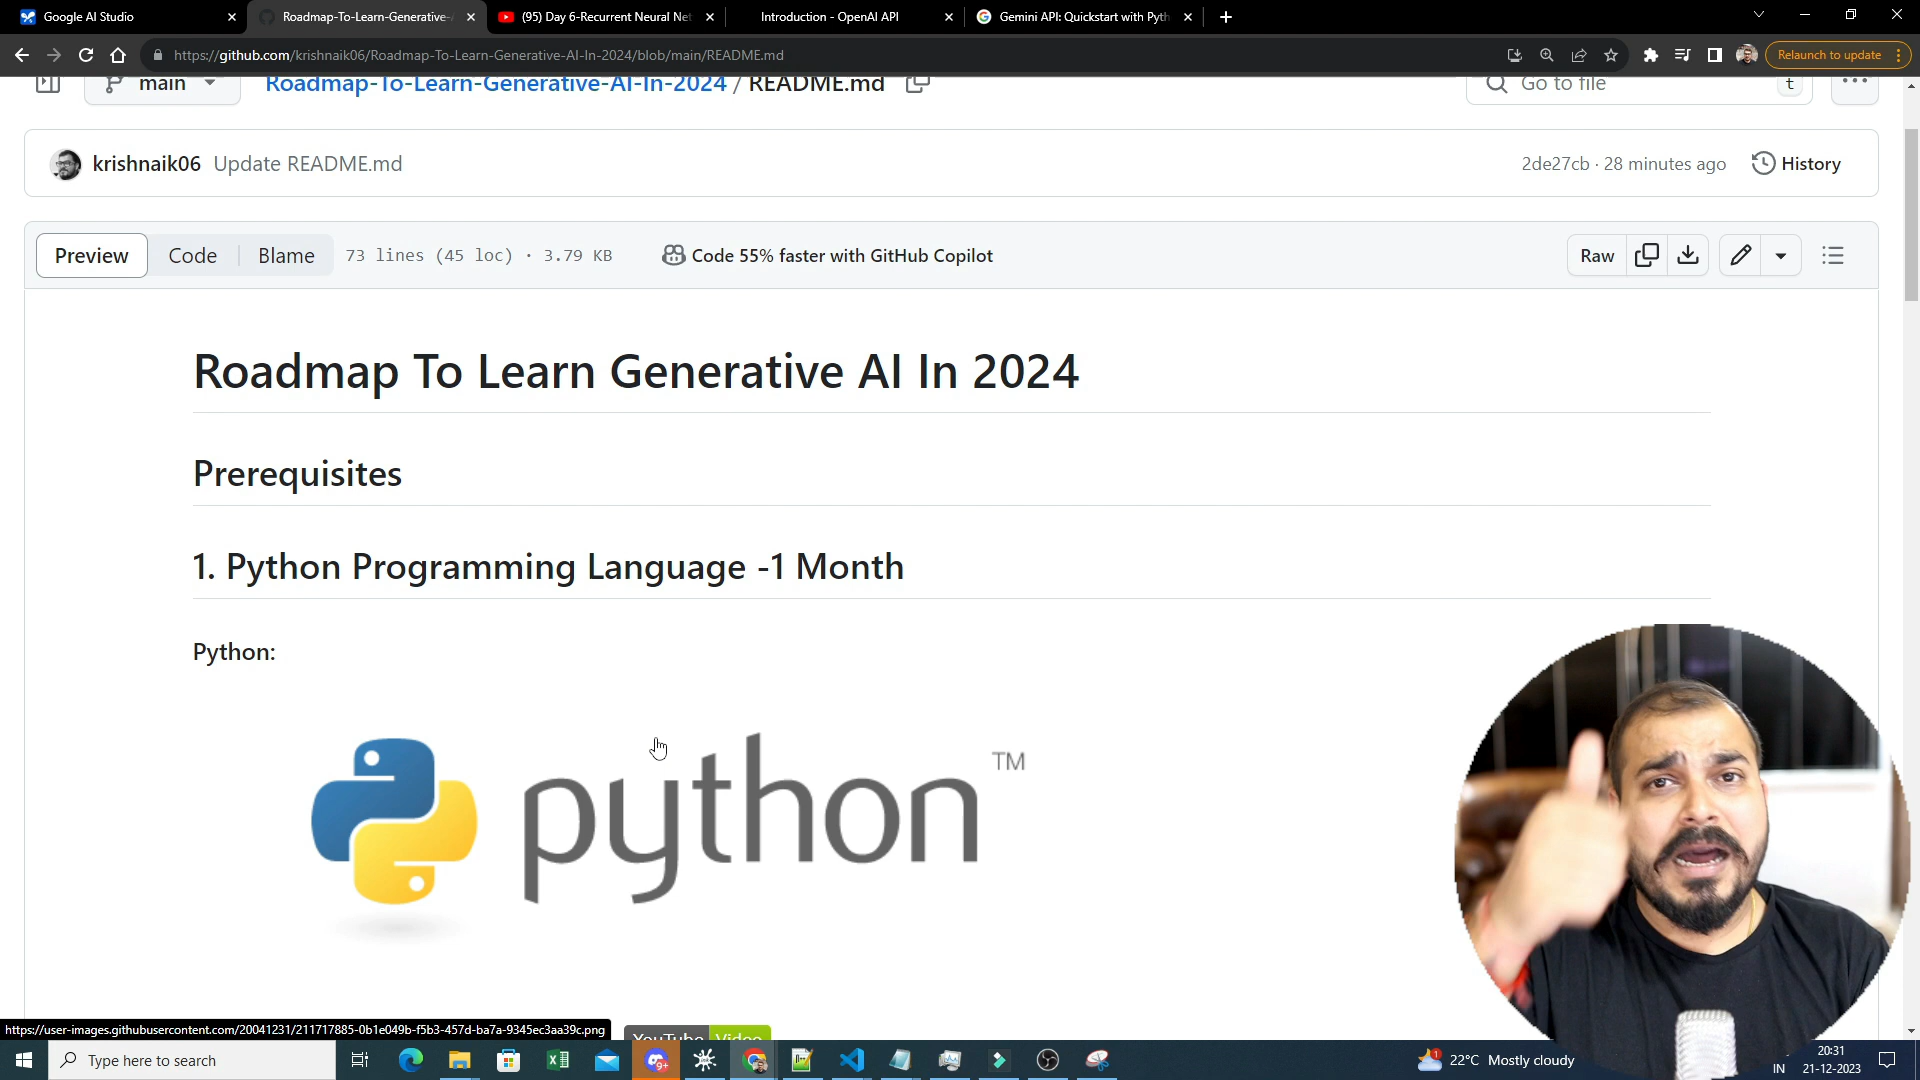 Google AI Studio
Roadmap-To-Learn-Generative-
(95) Day 6-Recurrent Neural Ne
Introduction - OpenAI API
Gemini API: Quickstart with Pyth
https://github.com/krishnaik06/Roadmap-To-Learn-Generative-AI-In-2024/blob/main/README.md
Relaunch to update
main
Roadmap-To-Learn-Generative-AI-In-2024 / README.md
Go to file
t
krishnaik06 Update README.md
2de27cb · 28 minutes ago
History
Preview
Code
Blame
73 lines (45 loc) · 3.79 KB
Code 55% faster with GitHub Copilot
Raw
Roadmap To Learn Generative AI In 2024
Prerequisites
1. Python Programming Language -1 Month
Python:
python TM
https://user-images.githubusercontent.com/20041231/211717885-0b1e049b-f5b3-457d-ba7a-9345ec3aa39c.png
YouTube Video
Type here to search
9+
1
22°C Mostly cloudy
IN
20:31
21-12-2023